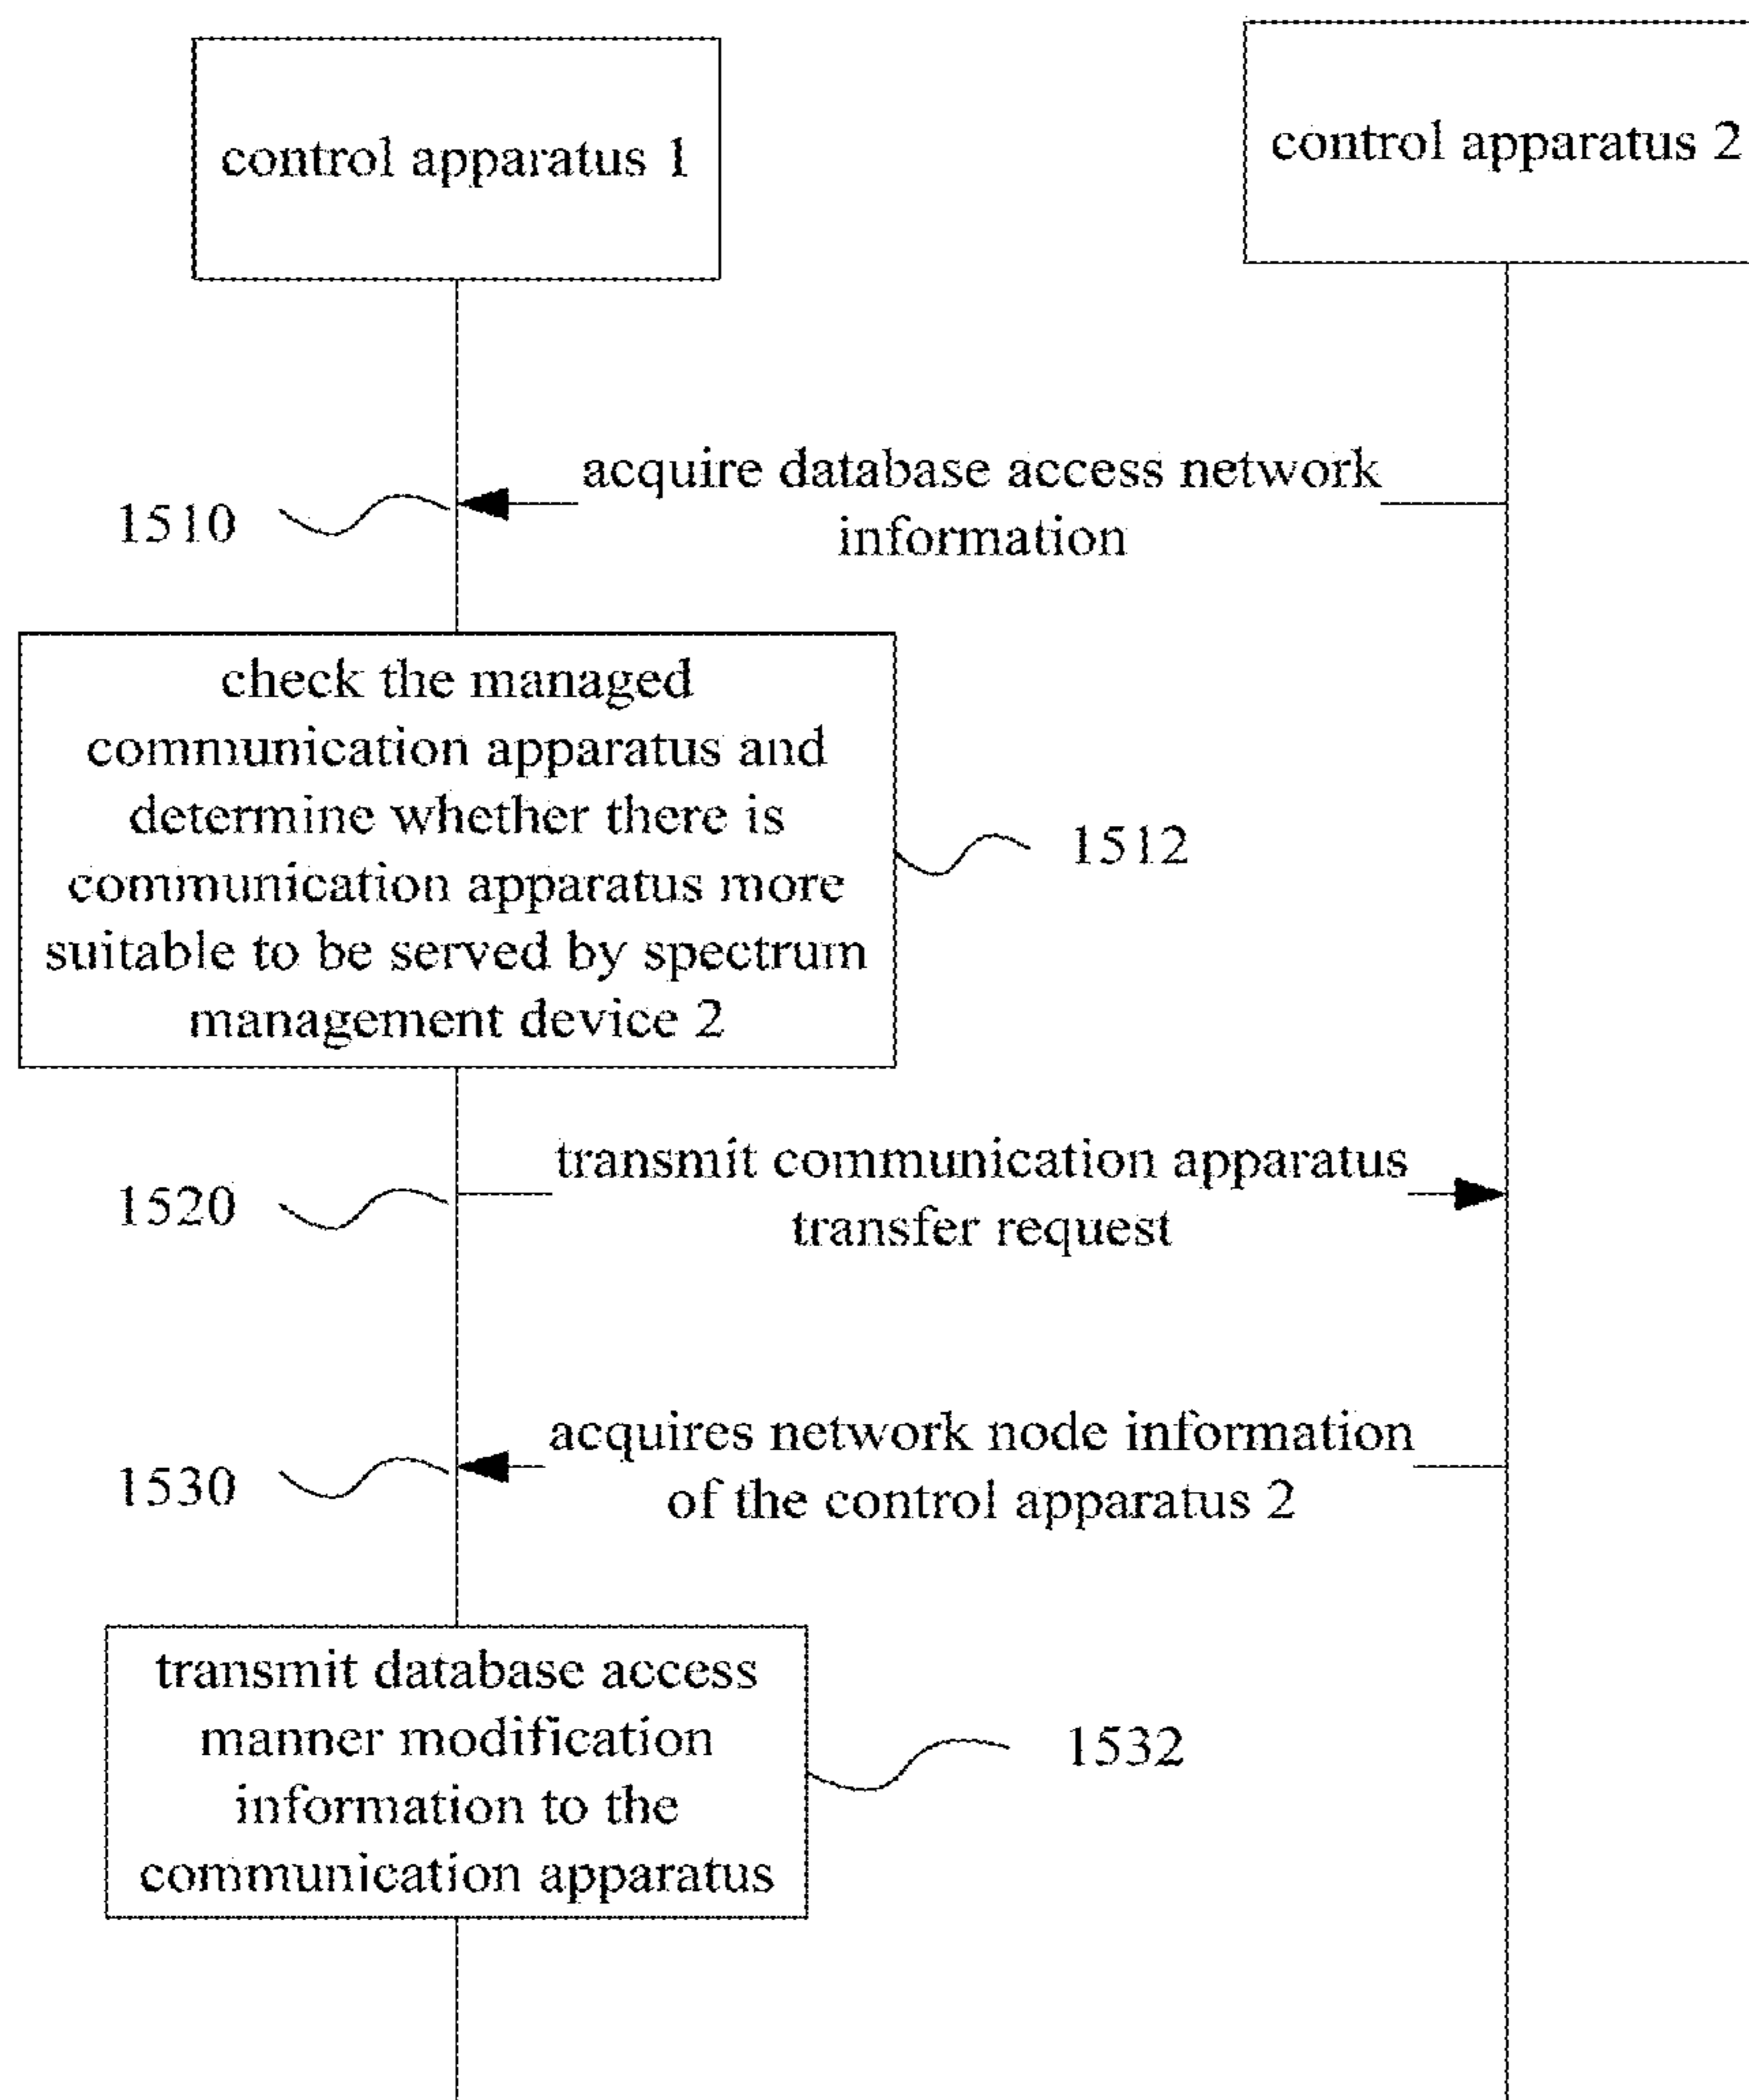 control apparatus 1
control apparatus 2
acquire database access network
information
1510
check the managed
communication apparatus and
determine whether there is
communication apparatus more
suitable to be served by spectrum
management device 2
1512
transmit communication apparatus
transfer request
1520
acquires network node information
of the control apparatus 2
1530
transmit database access
manner modification
information to the
communication apparatus
1532